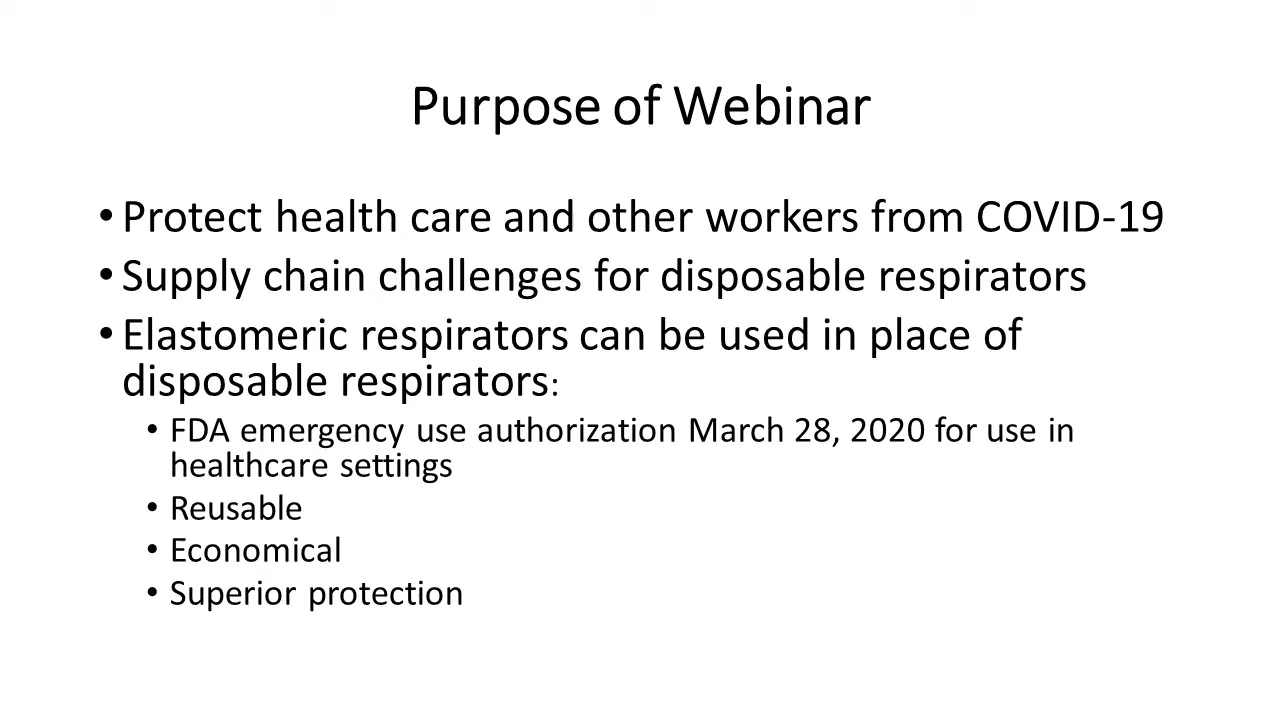 Purpose of Webinar
• Protect health care and other workers from COVID-19
• Supply chain challenges for disposable respirators
• Elastomeric respirators can be used in place of
disposable respirators:
• FDA emergency use authorization March 28, 2020 for use in
healthcare settings
• Reusable
• Economical
• Superior protection